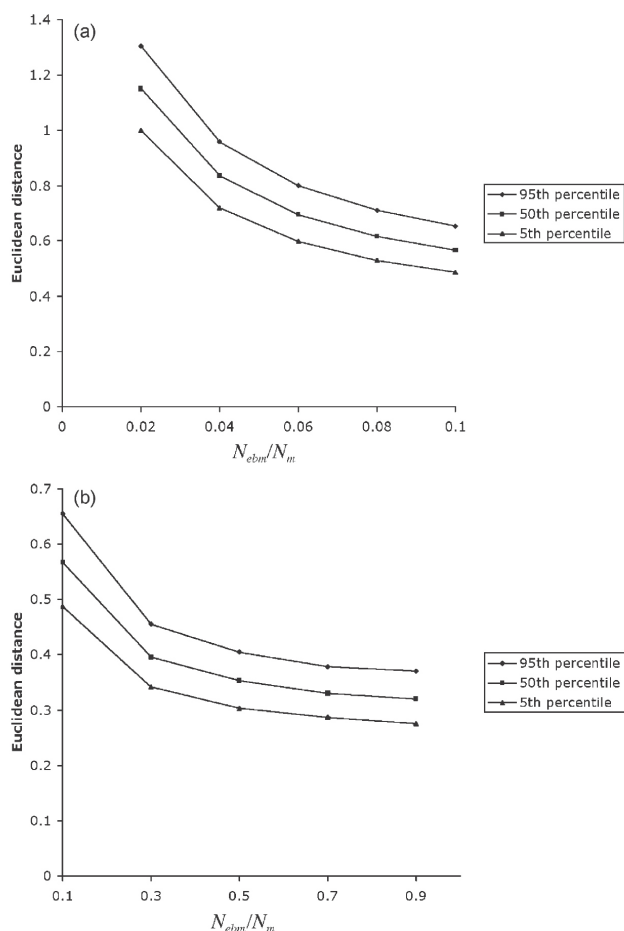 (a)
1.4
1.2
1
0.8
0.6
0.4
0.2
0
Euclidean distance
0 0.02 0.04 0.06 0.08 0.1
N_ebm/N_m
95th percentile
50th percentile
5th percentile
(b)
0.7
0.6
0.5
0.4
0.3
0.2
0.1
0
Euclidean distance
0.1 0.3 0.5 0.7 0.9
N_ebm/N_m
95th percentile
50th percentile
5th percentile